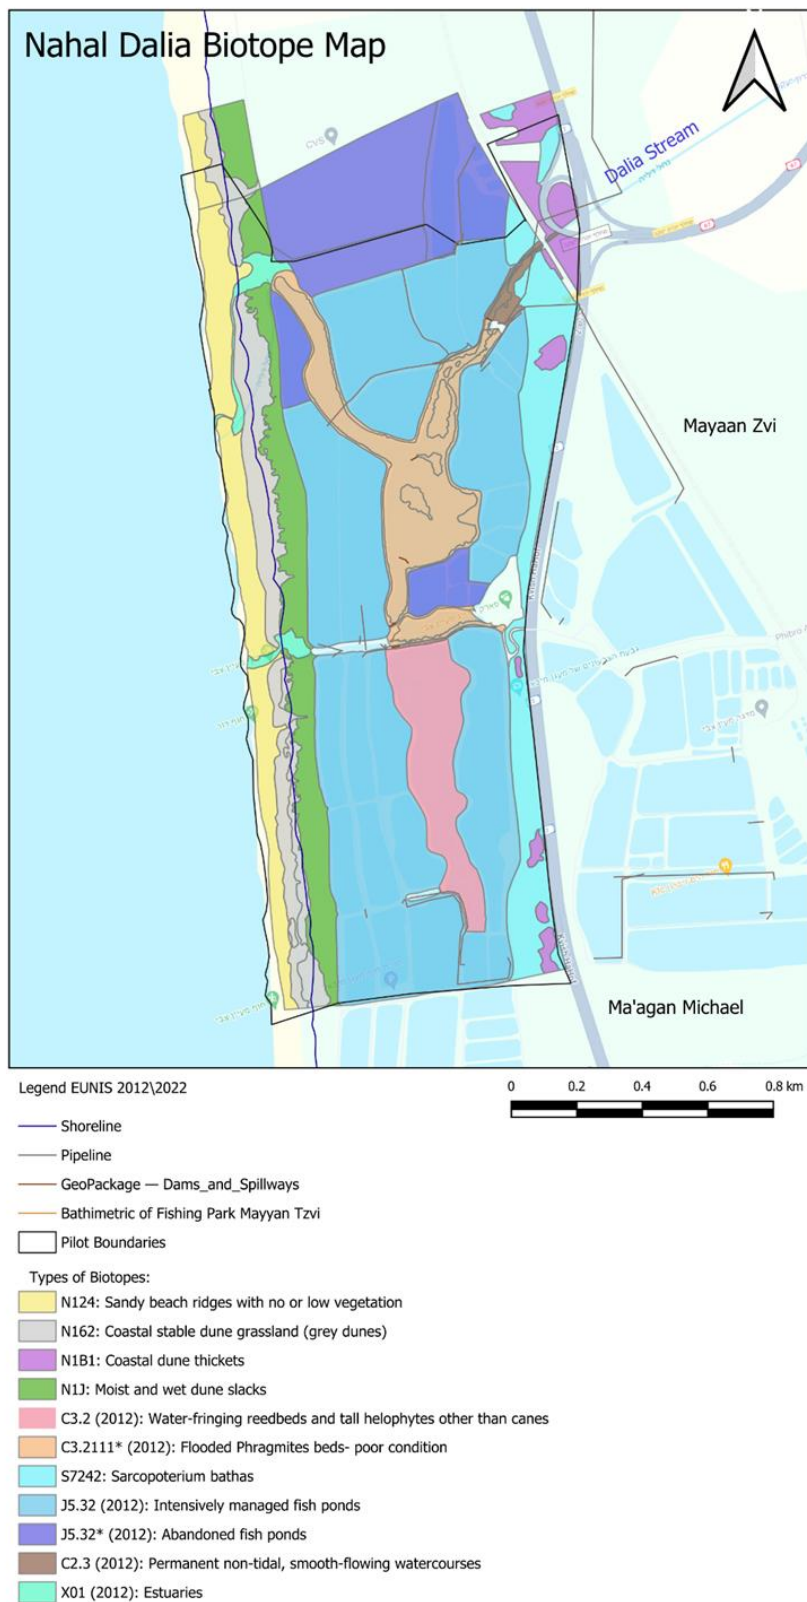 Nahal Dalia Biotope Map
CVS
Dalia Stream
Mayaan Zvi
Ma'agan Michael
Legend EUNIS 2012\2022
0 0.2 0.4 0.6 0.8 km
Shoreline
Pipeline
GeoPackage — Dams_and_Spillways
Bathimetric of Fishing Park Mayyan Tzvi
Pilot Boundaries
Types of Biotopes:
N124: Sandy beach ridges with no or low vegetation
N162: Coastal stable dune grassland (grey dunes)
N1B1: Coastal dune thickets
N1J: Moist and wet dune slacks
C3.2 (2012): Water-fringing reedbeds and tall helophytes other than canes
C3.2111* (2012): Flooded Phragmites beds- poor condition
S7242: Sarcopoterium bathas
J5.32 (2012): Intensively managed fish ponds
J5.32* (2012): Abandoned fish ponds
C2.3 (2012): Permanent non-tidal, smooth-flowing watercourses
X01 (2012): Estuaries